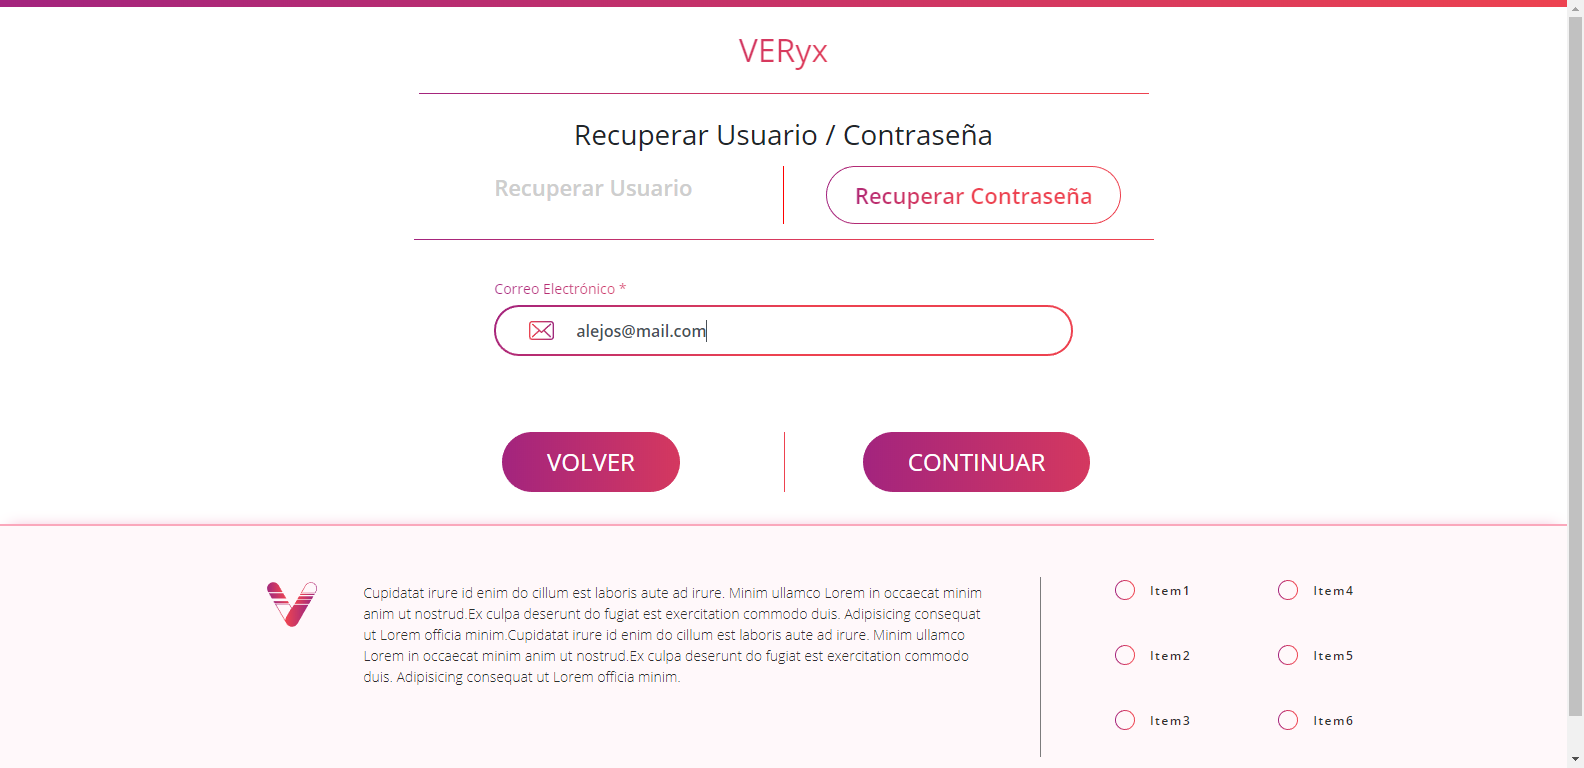 VERyx
Recuperar Usuario / Contraseña
Recuperar Usuario
Recuperar Contraseña
Correo Electrónico *
alejos@mail.com
VOLVER
CONTINUAR
Cupidatat irure id enim do cillum est laboris aute ad irure. Minim ullamco Lorem in occaecat minim
anim ut nostrud.Ex culpa deserunt do fugiat est exercitation commodo duis. Adipisicing consequat
ut Lorem officia minim.Cupidatat irure id enim do cillum est laboris aute ad irure. Minim ullamco
Lorem in occaecat minim anim ut nostrud.Ex culpa deserunt do fugiat est exercitation commodo
duis. Adipisicing consequat ut Lorem officia minim.
Item1
Item2
Item3
Item4
Item5
Item6